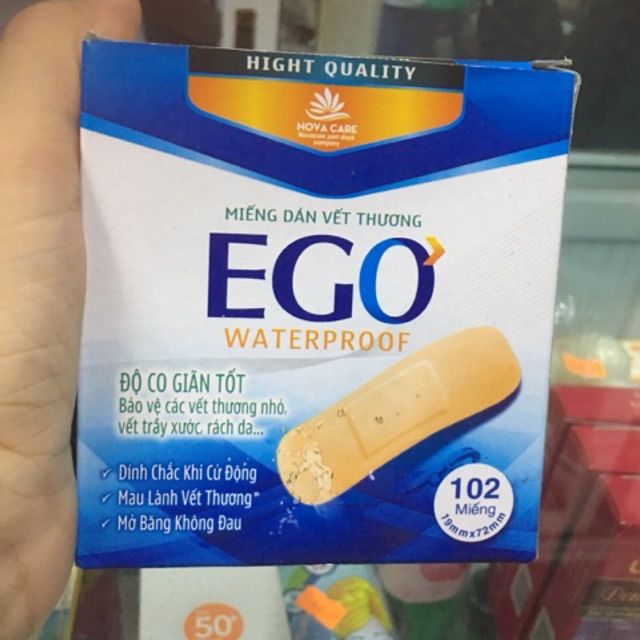 HIGHT QUALITY
NOVA CARE
company
MIẾNG DÁN VẾT THƯƠNG
EGO
WATERPROOF
ĐỘ CO GIÃN TỐT
Bảo vệ các vết thương nhỏ,
vết trầy xước, rách da...
Dính Chắc Khi Cử Động
Mau Lành Vết Thương
Mở Băng Không Đau
102
Miếng
19mmx72mm
50+